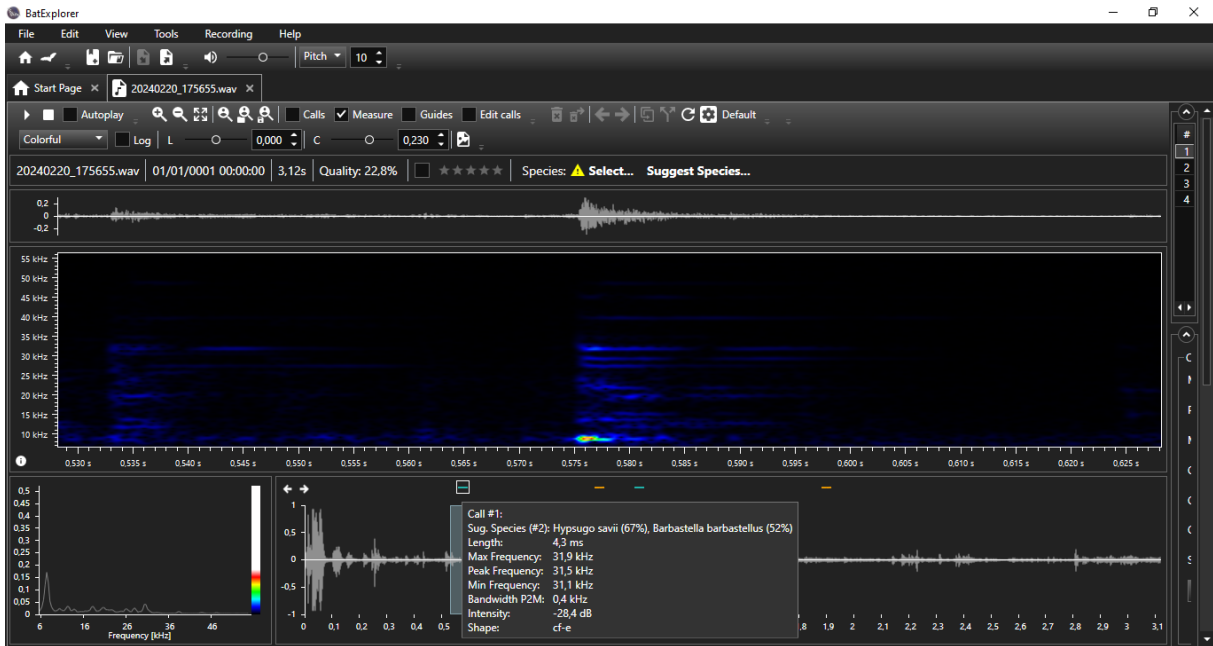 BatExplorer
File Edit View Tools Recording Help
Pitch 10
Start Page 20240220_175655.wav
Autoplay Calls Measure Guides Edit calls Default
Colorful Log L 0,000 C 0,230
20240220_175655.wav 01/01/0001 00:00:00 3,12s Quality: 22,8% Species: Select... Suggest Species...
#
1
2
3
4
0,2
0
-0,2
55 kHz
50 kHz
45 kHz
40 kHz
35 kHz
30 kHz
25 kHz
20 kHz
15 kHz
10 kHz
0,530 s 0,535 s 0,540 s 0,545 s 0,550 s 0,555 s 0,560 s 0,565 s 0,570 s 0,575 s 0,580 s 0,585 s 0,590 s 0,595 s 0,600 s 0,605 s 0,610 s 0,615 s 0,620 s 0,625 s
0,5
0,45
0,4
0,35
0,3
0,25
0,2
0,15
0,1
0,05
0
6 16 26 36 46
Frequency [kHz]
1
0,5
0
-0,5
-1
0 0,1 0,2 0,3 0,4 0,5
Call #1:
Sug. Species (#2): Hypsugo savii (67%), Barbastella barbastellus (52%)
Length: 4,3 ms
Max Frequency: 31,9 kHz
Peak Frequency: 31,5 kHz
Min Frequency: 31,1 kHz
Bandwidth P2M: 0,4 kHz
Intensity: -28,4 dB
Shape: cf-e
,8 1,9 2 2,1 2,2 2,3 2,4 2,5 2,6 2,7 2,8 2,9 3 3,1